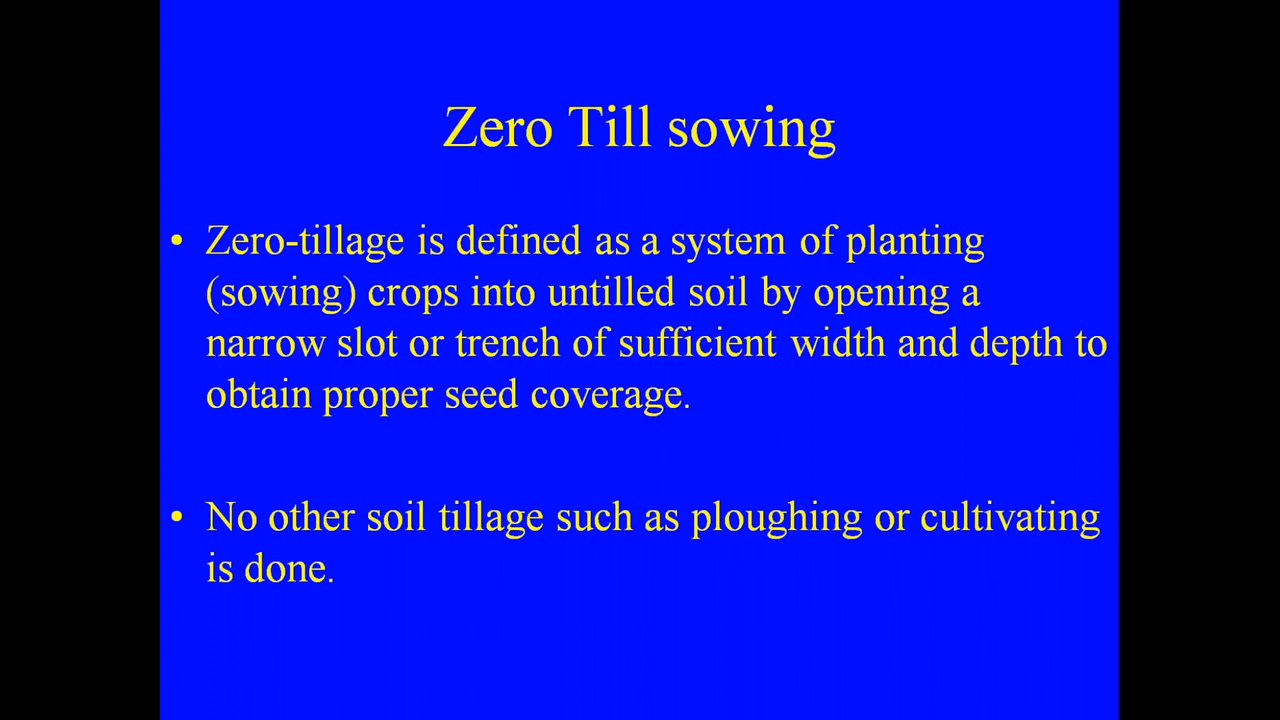 Zero Till sowing
• Zero-tillage is defined as a system of planting
(sowing) crops into untilled soil by opening a
narrow slot or trench of sufficient width and depth to
obtain proper seed coverage.
• No other soil tillage such as ploughing or cultivating
is done.